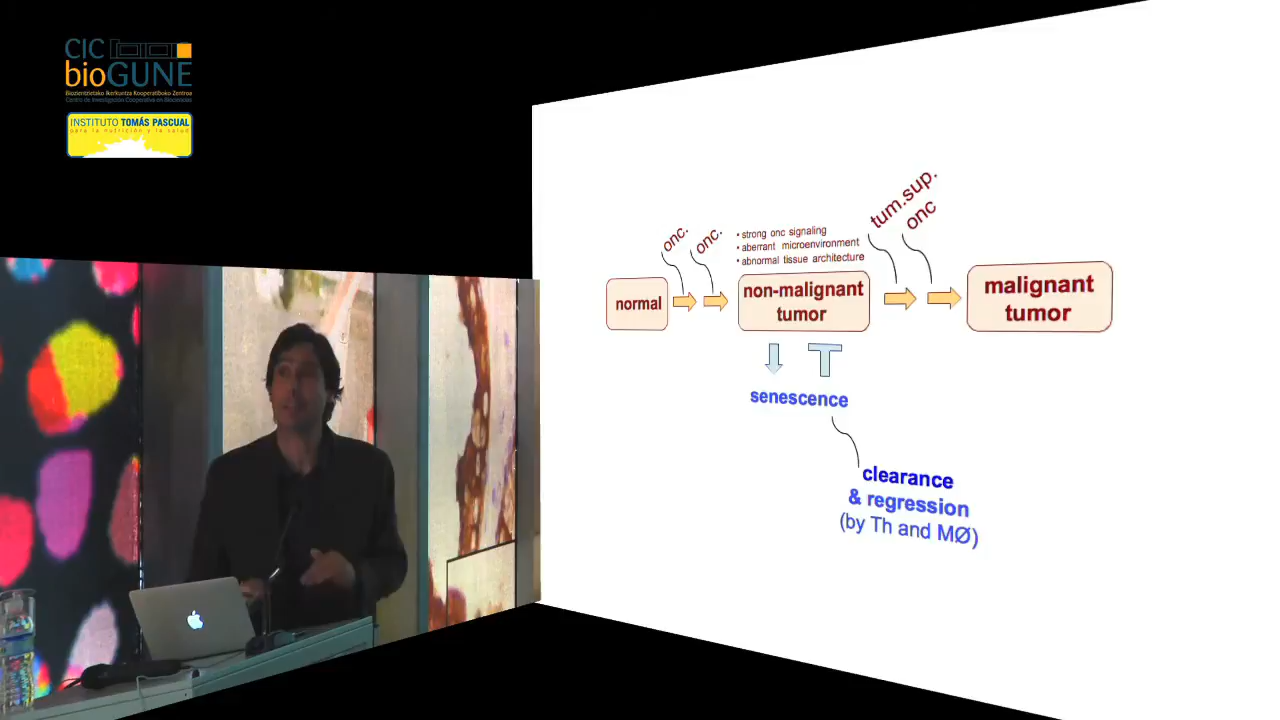 CIC
bioGUNE
Biozientzietako Ikerkuntza Kooperatiboko Zentroa
Centro de Investigación Cooperativa en Biociencias
INSTITUTO TOMÁS PASCUAL
para la nutrición y la salud
onc.
onc.
• strong onc signaling
• aberrant microenvironment
• abnormal tissue architecture
tum.sup.
onc
normal
non-malignant
tumor
malignant
tumor
senescence
clearance
& regression
(by Th and MØ)